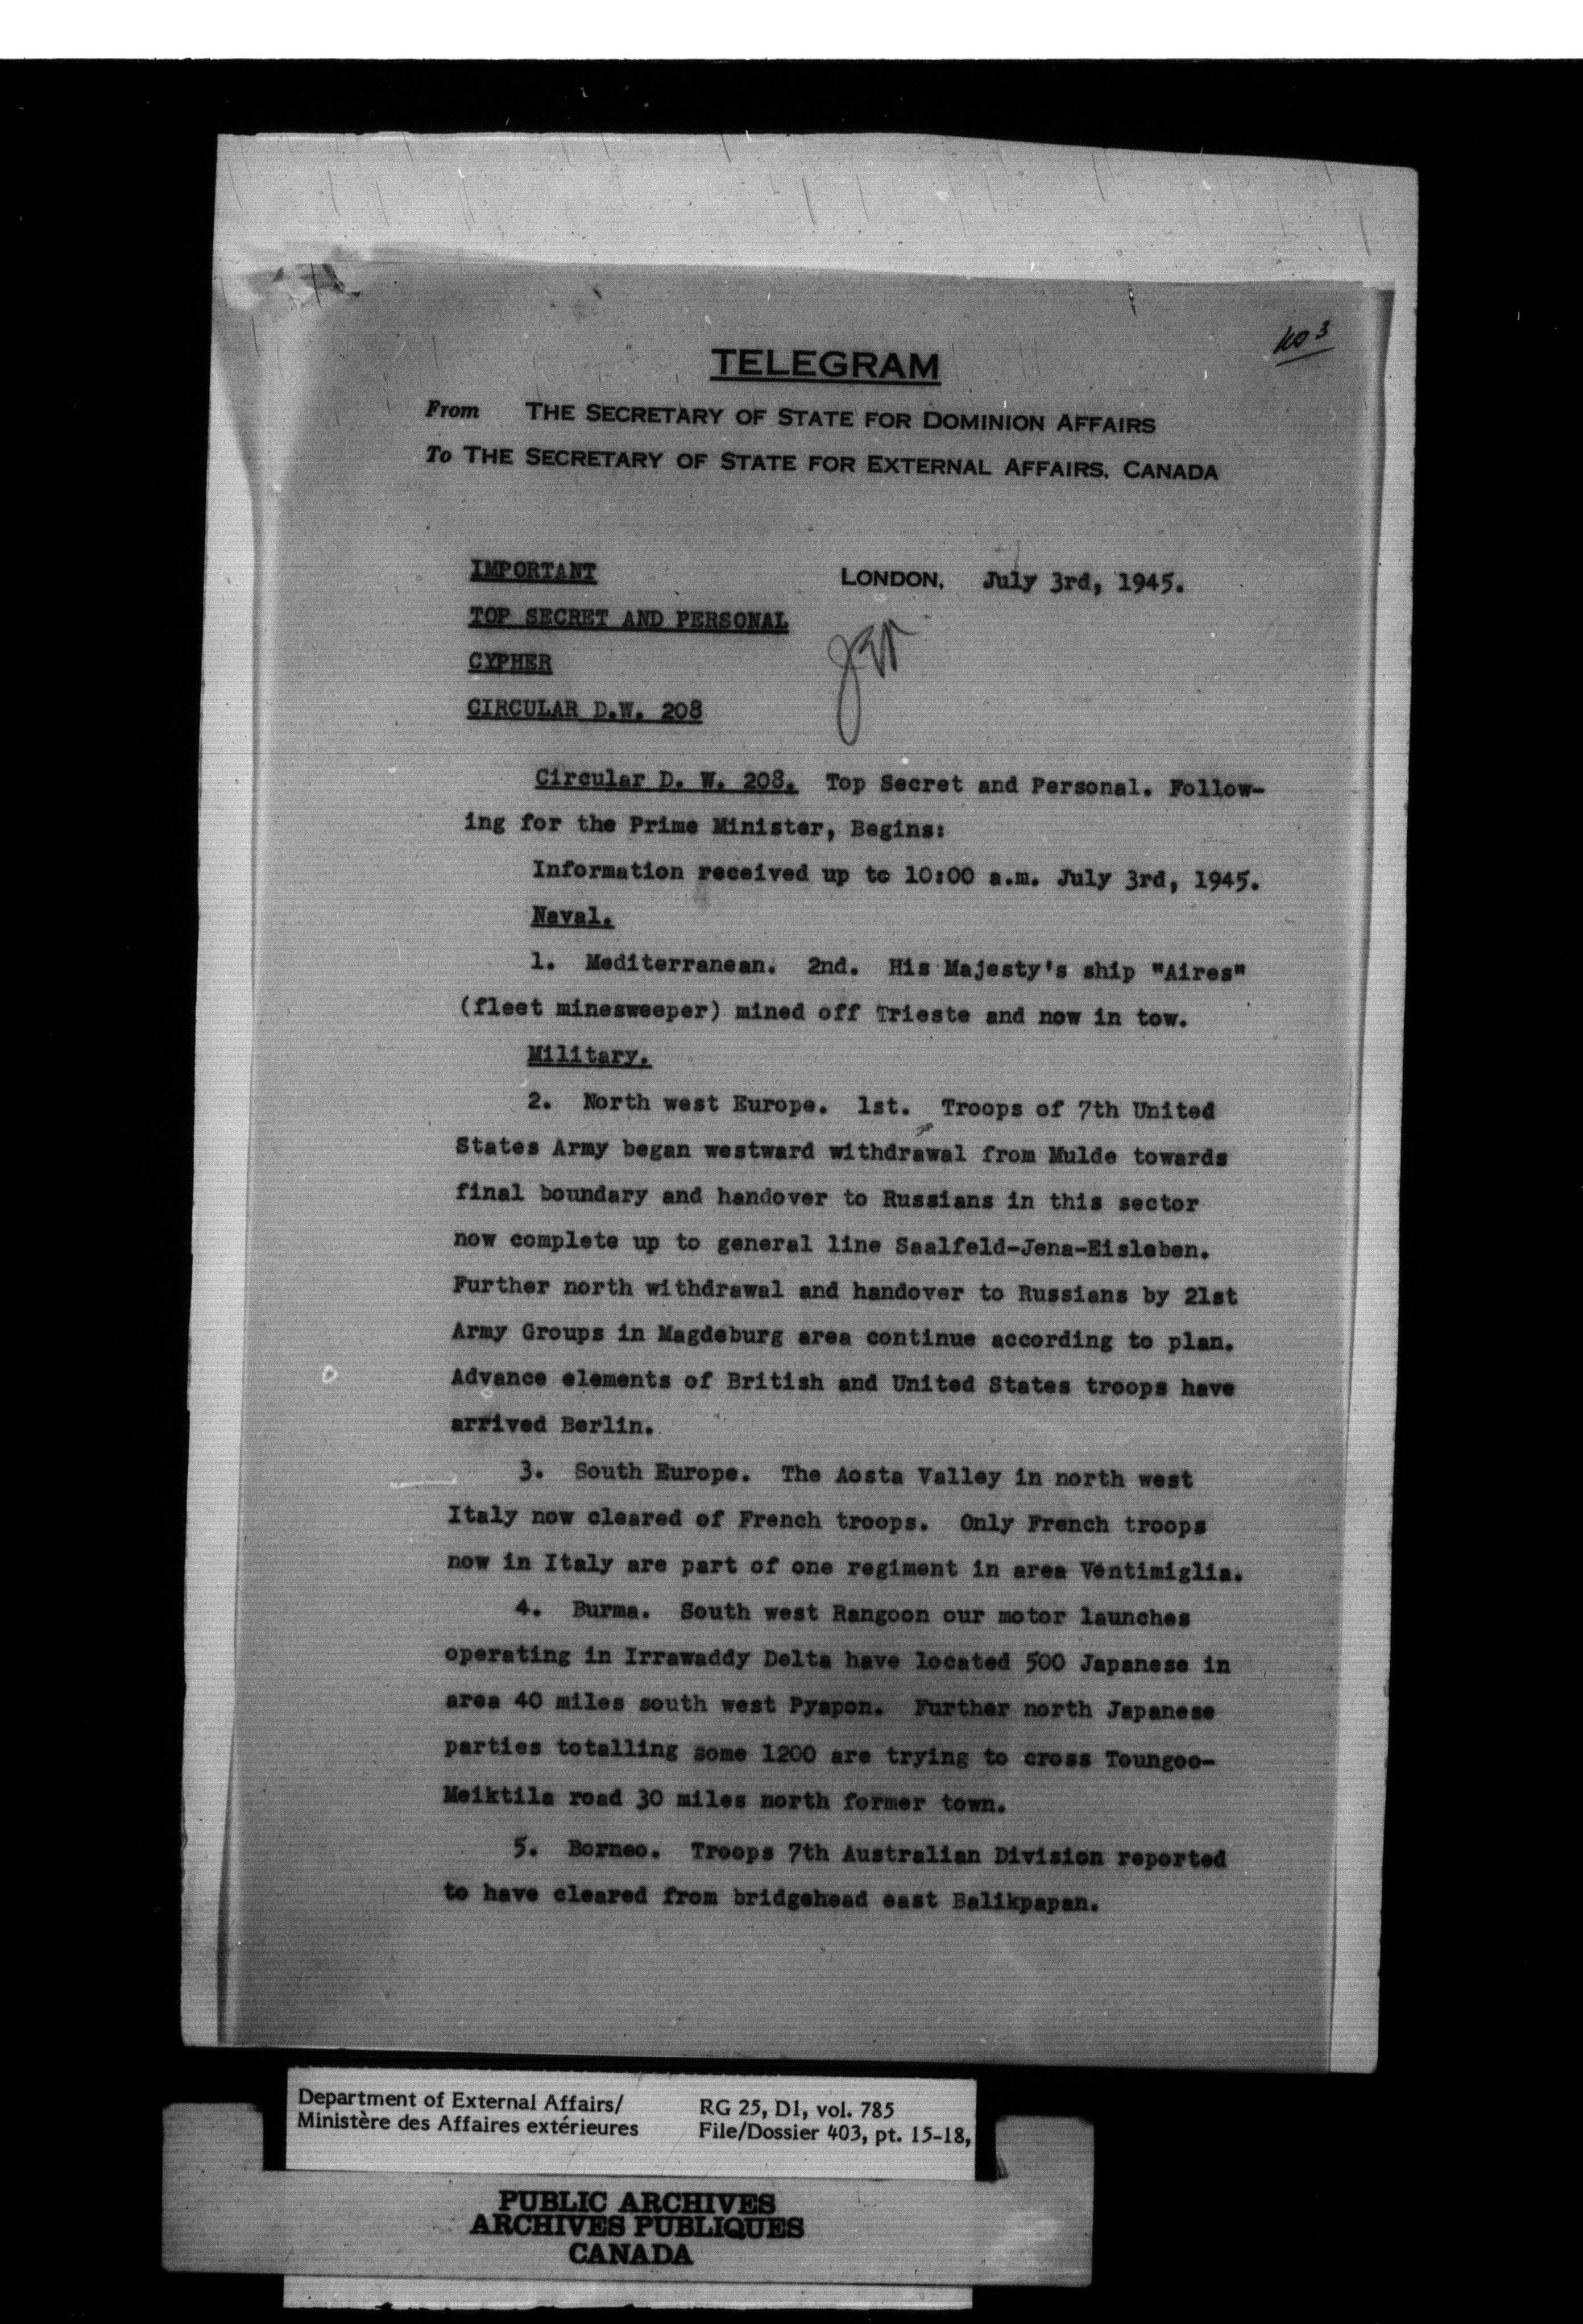 TELEGRAM
From THE SECRETARY OF STATE FOR DOMINION AFFAIRS
To THE SECRETARY OF STATE FOR EXTERNAL AFFAIRS, CANADA
IMPORTANT
LONDON, July 3rd, 1945.
TOP SECRET AND PERSONAL
CYPHER
CIRCULAR D.W. 208
Circular D. W. 208. Top Secret and Personal. Follow-
ing for the Prime Minister, Begins:
Information received up to 10:00 a.m. July 3rd, 1945.
Naval.
1. Mediterranean. 2nd. His Majesty's ship "Aires"
(fleet minesweeper) mined off Trieste and now in tow.
Military.
2. North west Europe. 1st. Troops of 7th United
States Army began westward withdrawal from Mulde towards
final boundary and handover to Russians in this sector
now complete up to general line Saalfeld-Jena-Eisleben.
Further north withdrawal and handover to Russians by 21st
Army Groups in Magdeburg area continue according to plan.
Advance elements of British and United States troops have
arrived Berlin.
3. South Europe. The Aosta Valley in north west
Italy now cleared of French troops. Only French troops
now in Italy are part of one regiment in area Ventimiglia.
4. Burma. South west Rangoon our motor launches
operating in Irrawaddy Delta have located 500 Japanese in
area 40 miles south west Pyapon. Further north Japanese
parties totalling some 1200 are trying to cross Toungoo-
Meiktila road 30 miles north former town.
5. Borneo. Troops 7th Australian Division reported
to have cleared from bridgehead east Balikpapan.
Department of External Affairs/
Ministère des Affaires extérieures
RG 25, D1, vol. 785
File/Dossier 403, pt. 15-18,
PUBLIC ARCHIVES
ARCHIVES PUBLIQUES
CANADA